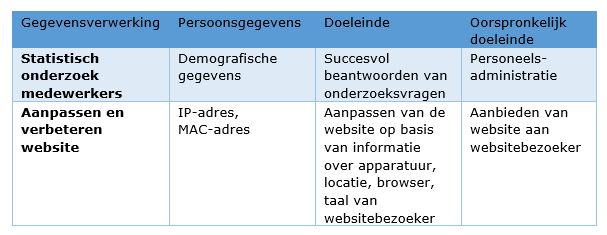 Gegevensverwerking Persoonsgegevens Doeleinde Oorspronkelijk
doeleinde
Statistisch
onderzoek
medewerkers
Demografische
gegevens
Succesvol
beantwoorden van
onderzoeksvragen
Personeels-
administratie
Aanpassen en
verbeteren
website
IP-adres,
MAC-adres
Aanpassen van de
website op basis
van informatie
over apparatuur,
locatie, browser,
taal van
websitebezoeker
Aanbieden van
website aan
websitebezoeker